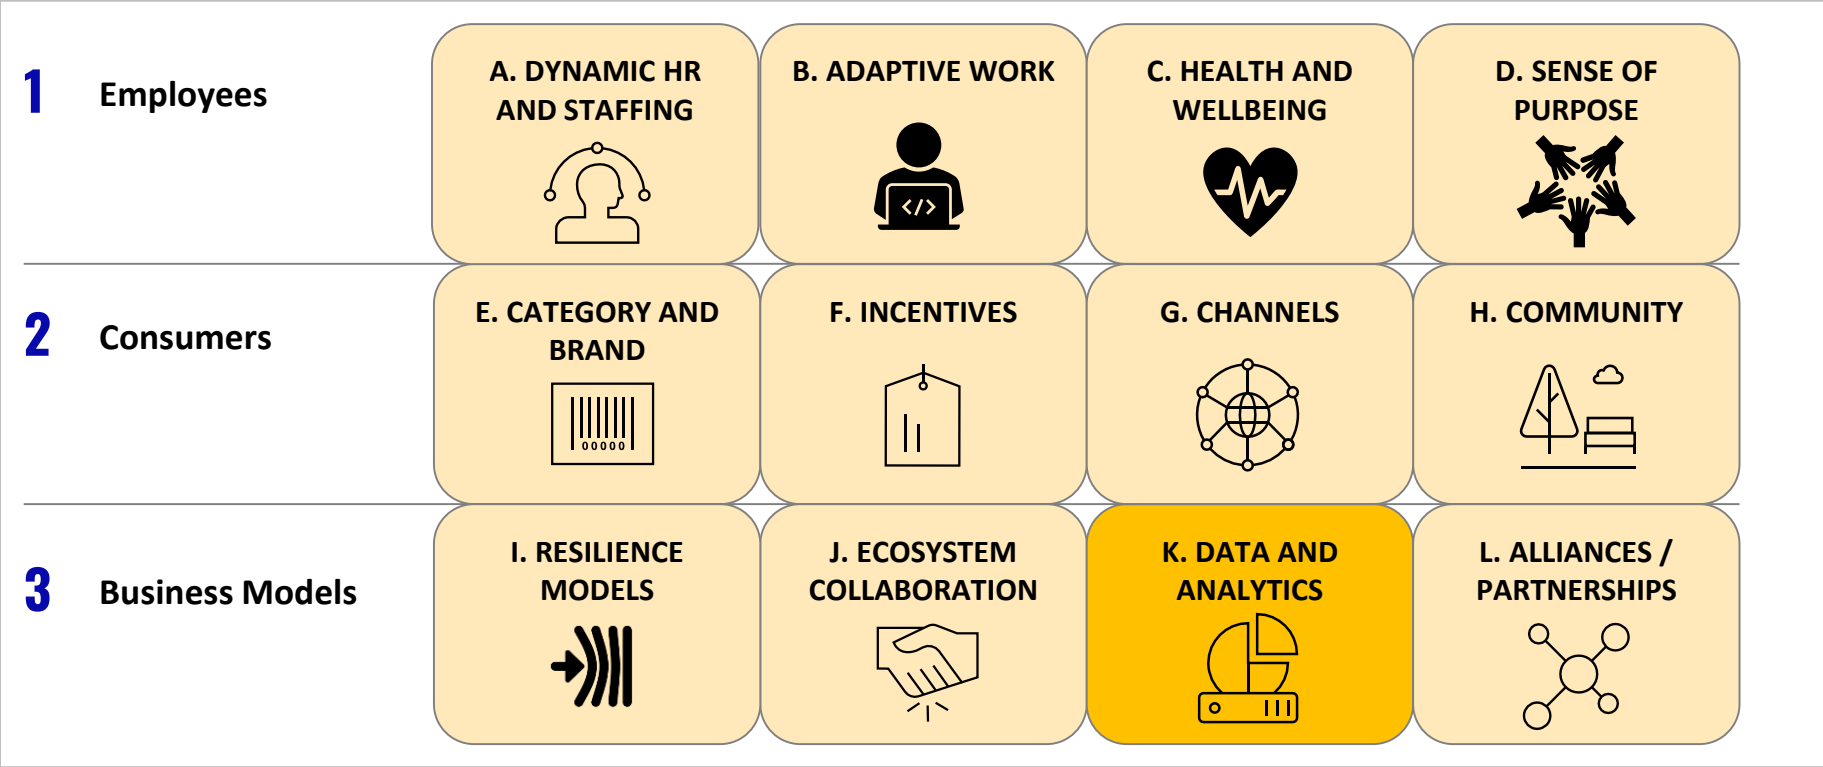 1 Employees
A. DYNAMIC HR
AND STAFFING
B. ADAPTIVE WORK
</>
C. HEALTH AND
WELLBEING
D. SENSE OF
PURPOSE
2 Consumers
E. CATEGORY AND
BRAND
00000
F. INCENTIVES
G. CHANNELS
H. COMMUNITY
3 Business Models
I. RESILIENCE
MODELS
J. ECOSYSTEM
COLLABORATION
K. DATA AND
ANALYTICS
L. ALLIANCES /
PARTNERSHIPS